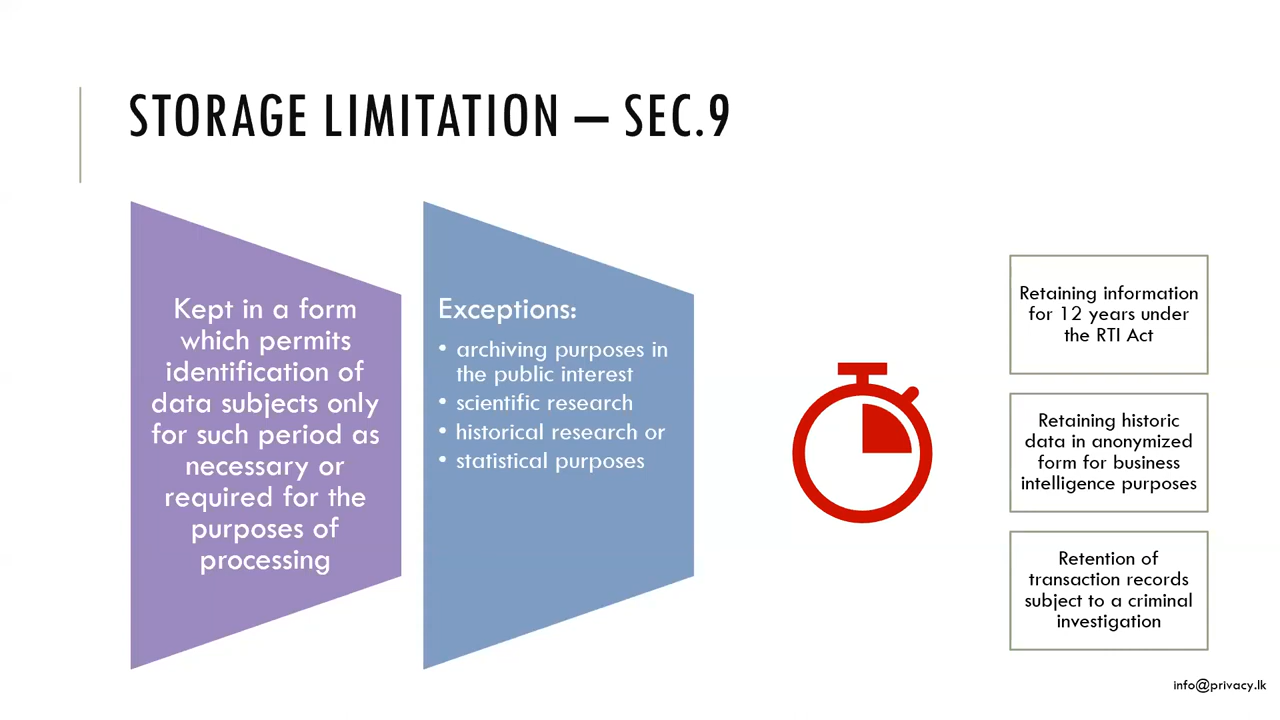 STORAGE LIMITATION – SEC.9
Kept in a form
which permits
identification of
data subjects only
for such period as
necessary or
required for the
purposes of
processing
Exceptions:
• archiving purposes in
the public interest
• scientific research
• historical research or
• statistical purposes
Retaining information
for 12 years under
the RTI Act
Retaining historic
data in anonymized
form for business
intelligence purposes
Retention of
transaction records
subject to a criminal
investigation
info@privacy.lk